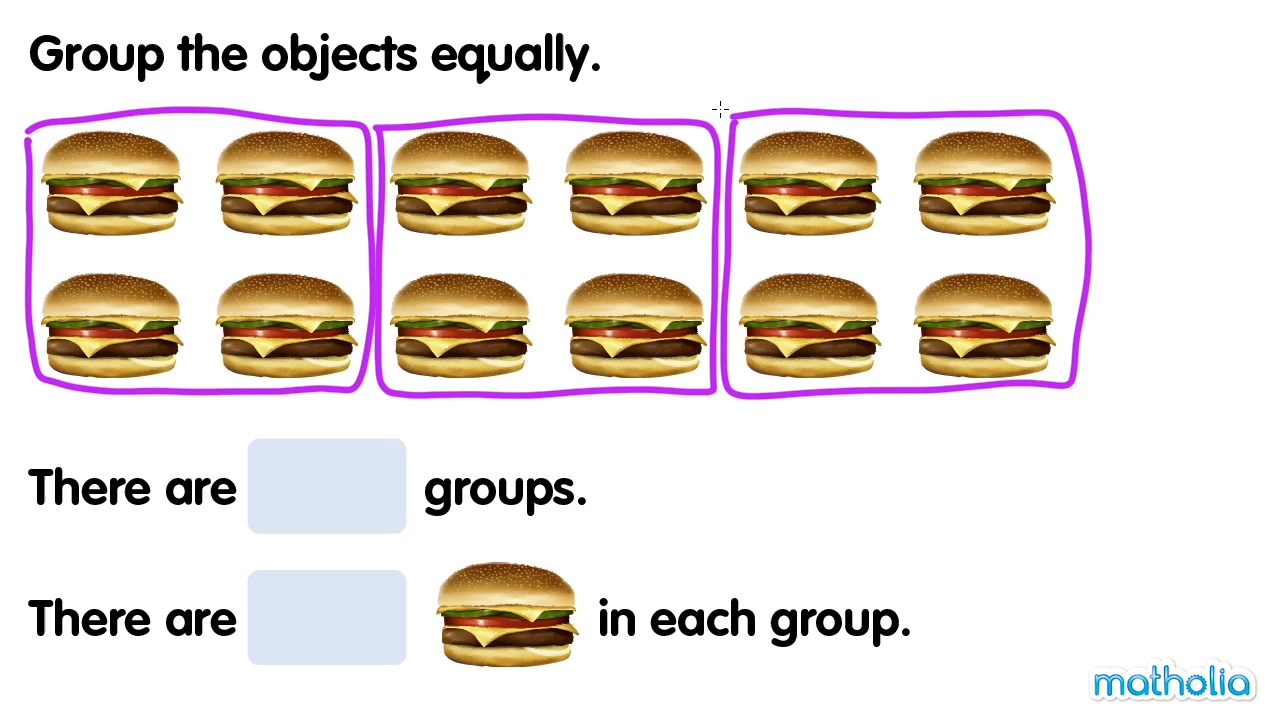 Group the objects equally.
There are groups.
There are in each group.
matholia